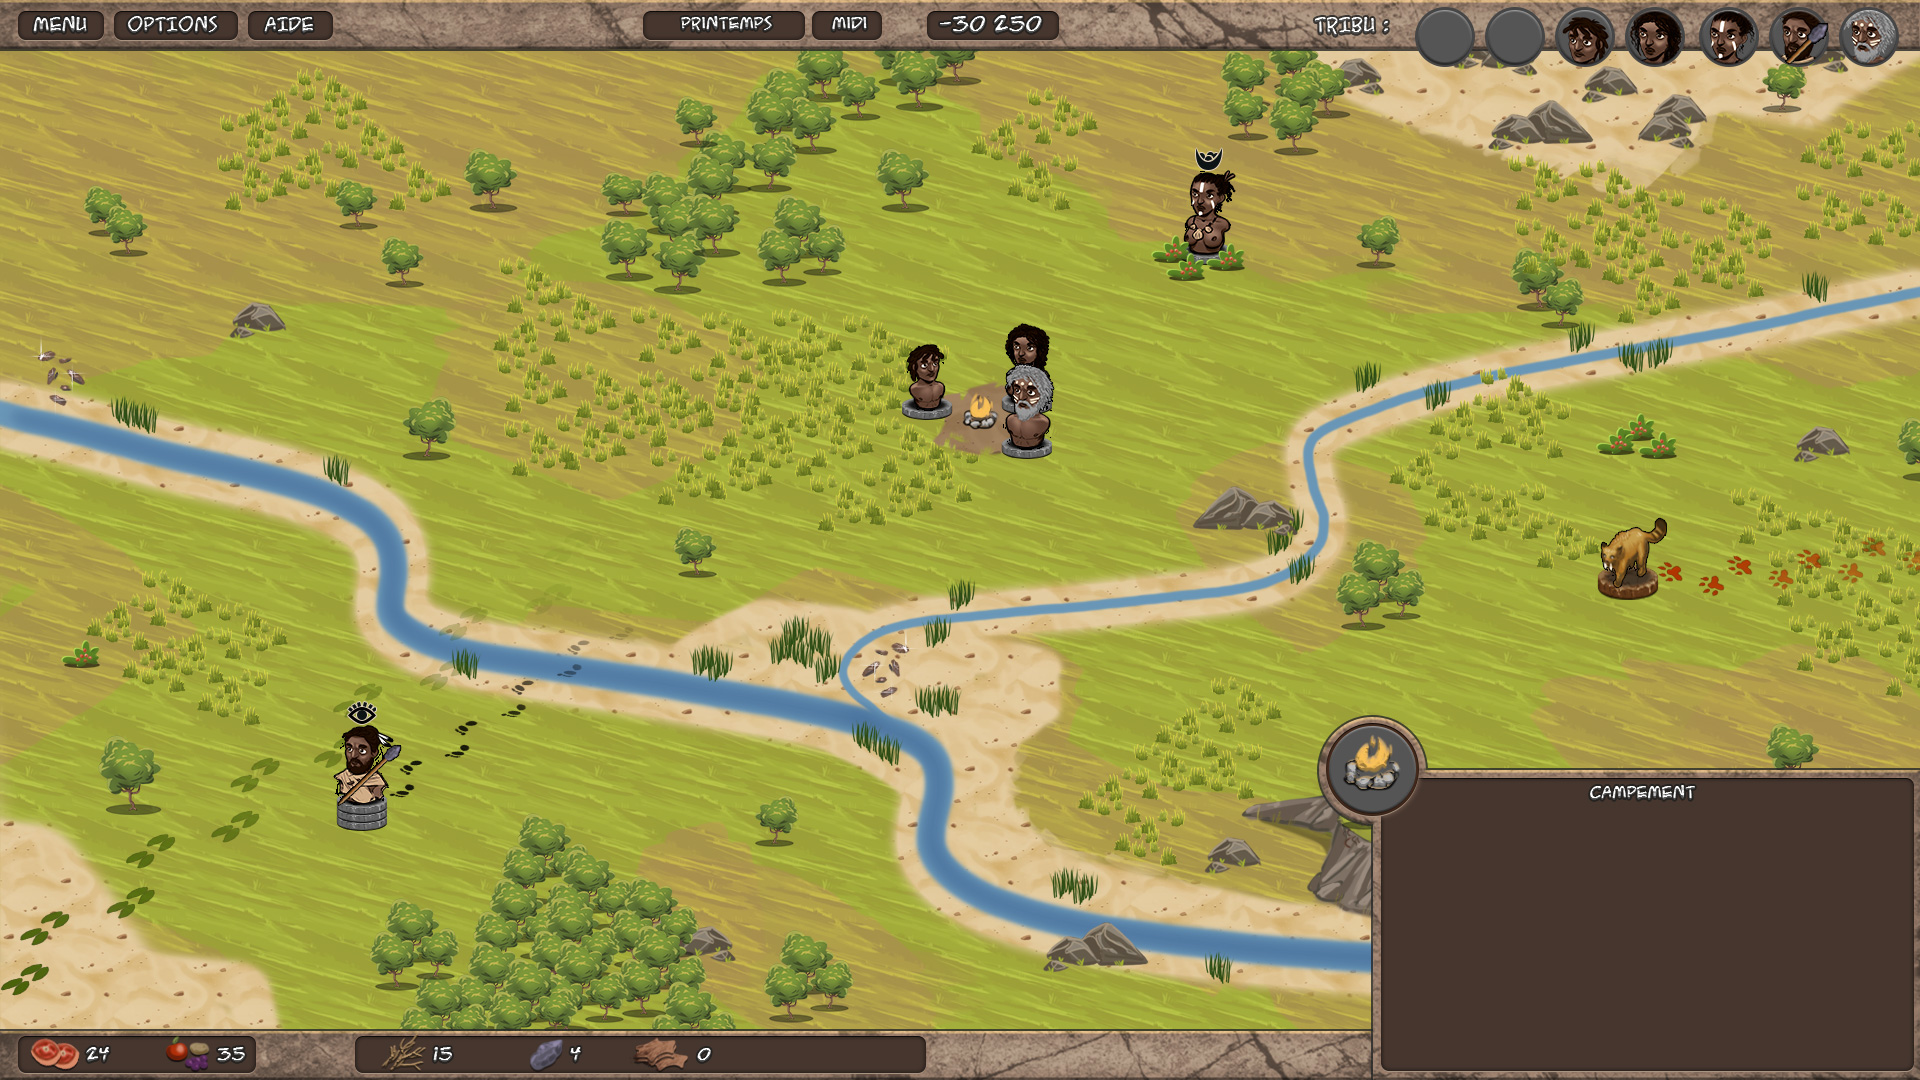 MENU
OPTIONS
AIDE
PRINTEMPS
MIDI
-30 250
TRIBU :
CAMPEMENT
24
35
15
4
0